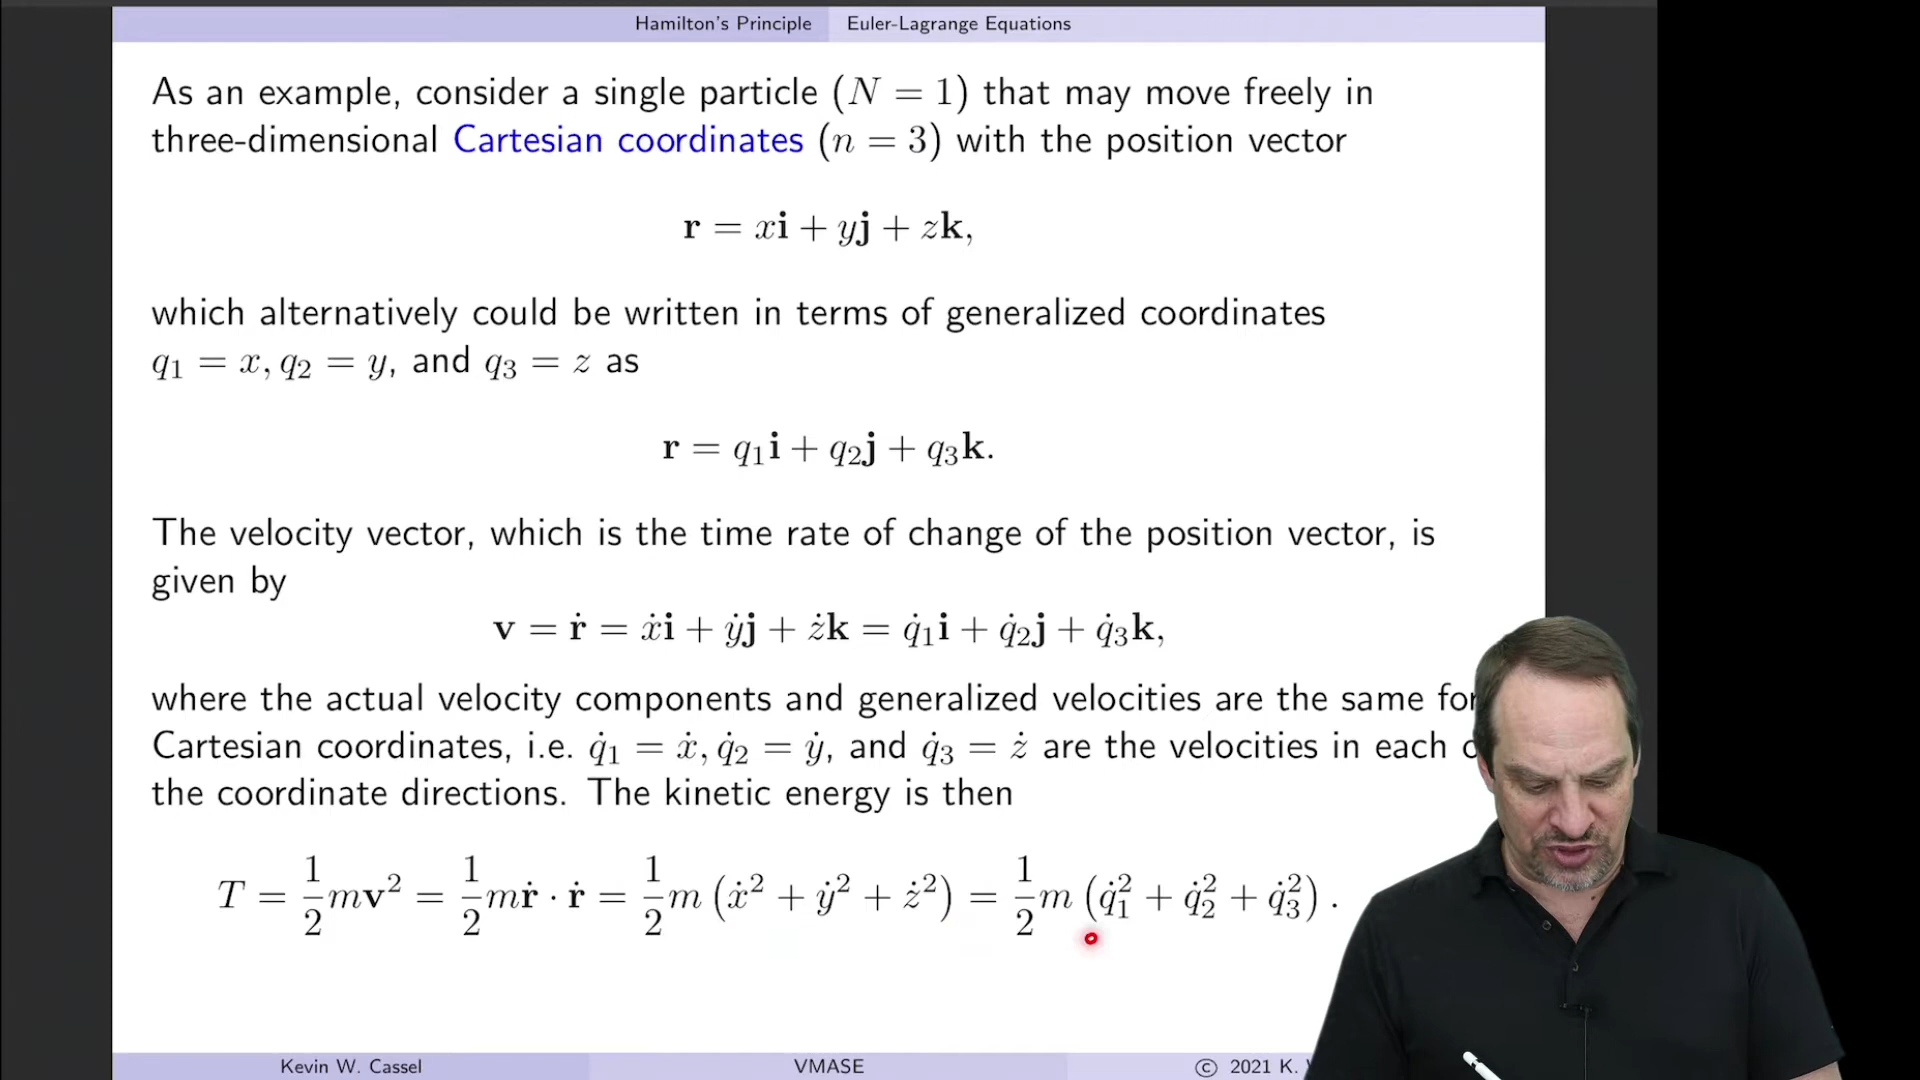 Hamilton's Principle Euler-Lagrange Equations
As an example, consider a single particle (N = 1) that may move freely in
three-dimensional Cartesian coordinates (n = 3) with the position vector
r = xi + yj + zk,
which alternatively could be written in terms of generalized coordinates
q₁ = x, q₂ = y, and q₃ = z as
r = q₁i + q₂j + q₃k.
The velocity vector, which is the time rate of change of the position vector, is
given by
v = ṙ = ẋi + ẏj + żk = q̇₁i + q̇₂j + q̇₃k,
where the actual velocity components and generalized velocities are the same for
Cartesian coordinates, i.e. q̇₁ = ẋ, q̇₂ = ẏ, and q̇₃ = ż are the velocities in each
the coordinate directions. The kinetic energy is then
T = 1/2 mv² = 1/2 mṙ · ṙ = 1/2 m (ẋ² + ẏ² + ż²) = 1/2 m (q̇₁² + q̇₂² + q̇₃²) .
Kevin W. Cassel VMASE © 2021 K.